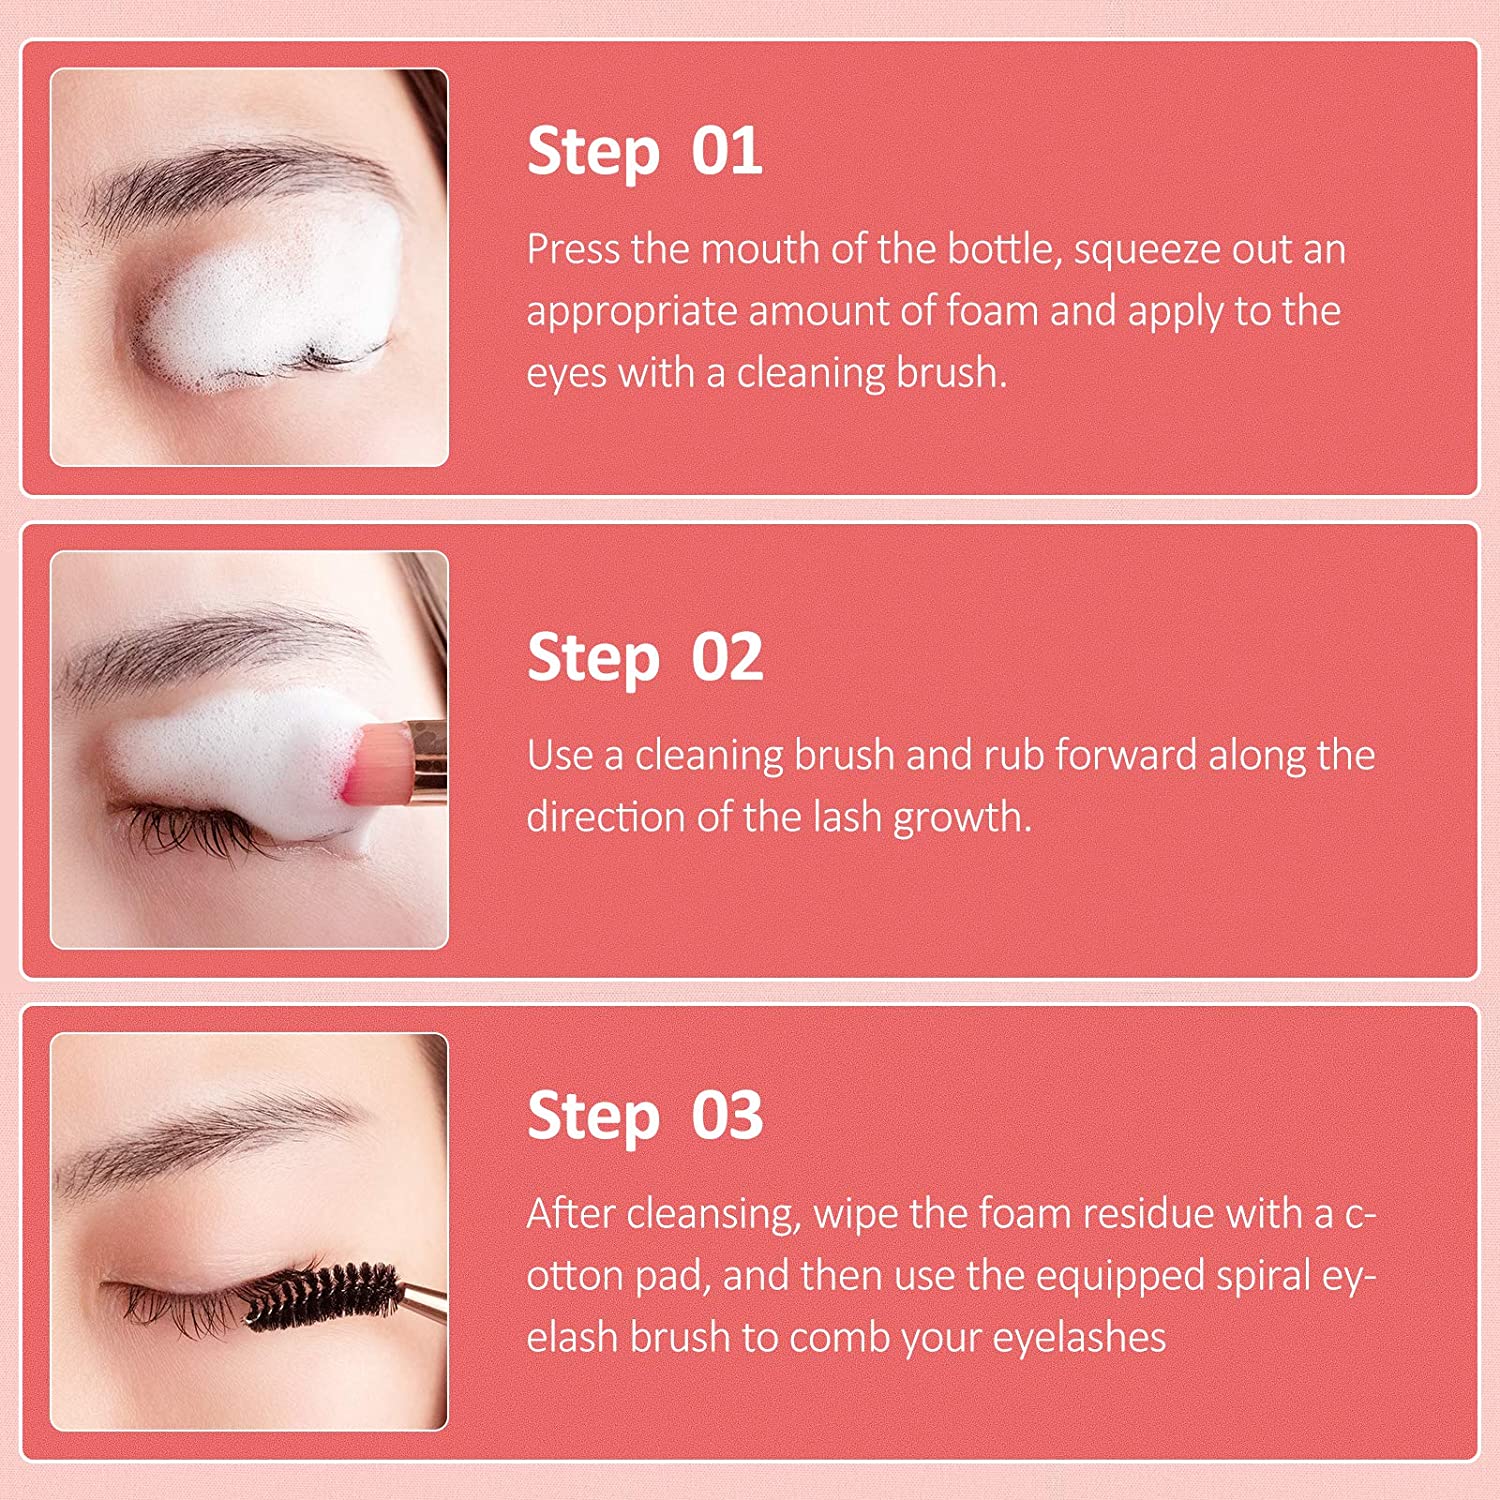 Step 01
Press the mouth of the bottle, squeeze out an
appropriate amount of foam and apply to the
eyes with a cleaning brush.
Step 02
Use a cleaning brush and rub forward along the
direction of the lash growth.
Step 03
After cleansing, wipe the foam residue with a c-
otton pad, and then use the equipped spiral ey-
elash brush to comb your eyelashes